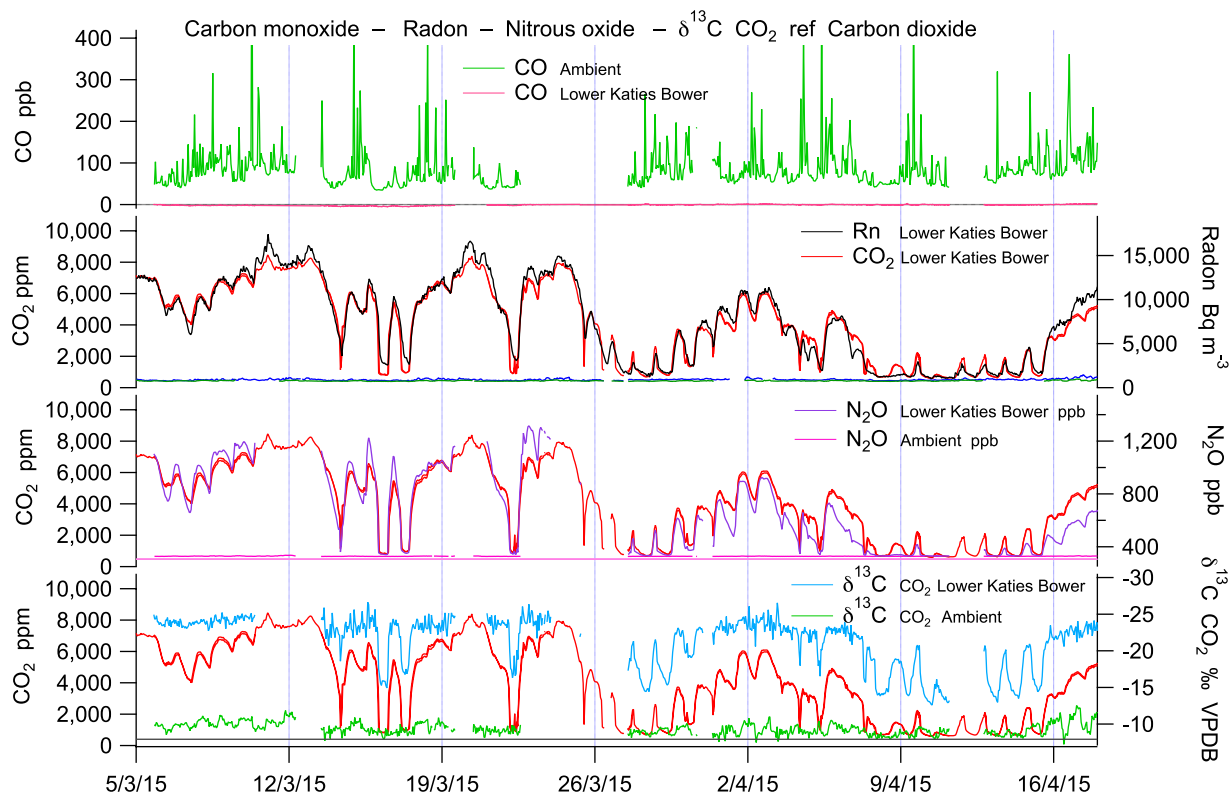 Carbon monoxide – Radon – Nitrous oxide – δ¹³C CO₂ ref Carbon dioxide
400
300
200
100
0
CO ppb
CO Ambient
CO Lower Katies Bower
10,000
8,000
6,000
4,000
2,000
0
CO₂ ppm
Rn Lower Katies Bower
CO₂ Lower Katies Bower
15,000
10,000
5,000
0
Radon Bq m⁻³
10,000
8,000
6,000
4,000
2,000
0
CO₂ ppm
N₂O Lower Katies Bower ppb
N₂O Ambient ppb
1,200
800
400
N₂O ppb
10,000
8,000
6,000
4,000
2,000
0
CO₂ ppm
δ¹³C CO₂ Lower Katies Bower
δ¹³C CO₂ Ambient
-30
-25
-20
-15
-10
δ¹³C CO₂ ‰ VPDB
5/3/15 12/3/15 19/3/15 26/3/15 2/4/15 9/4/15 16/4/15